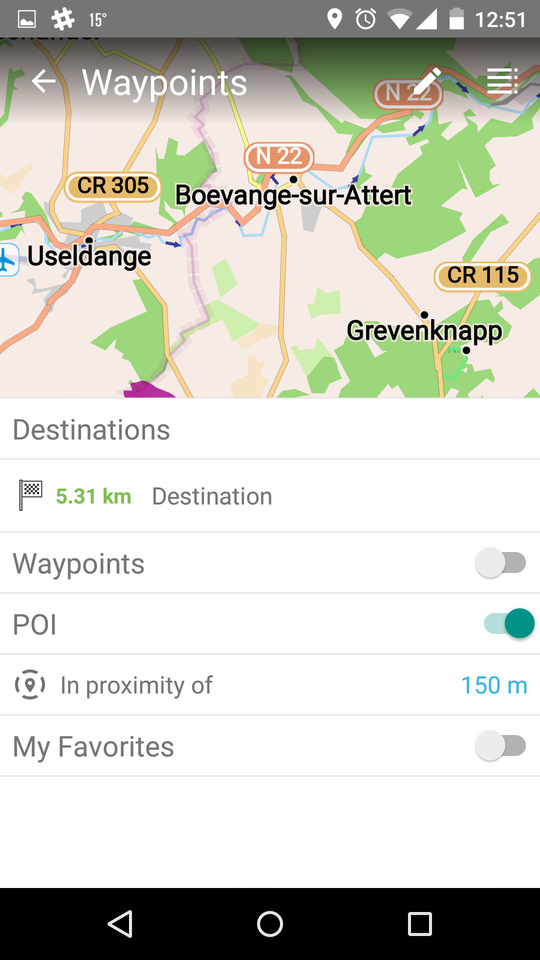 15°
12:51
Waypoints
N 22
N 22
CR 305
Boevange-sur-Attert
Useldange
CR 115
Grevenknapp
Destinations
5.31 km Destination
Waypoints
POI
In proximity of 150 m
My Favorites